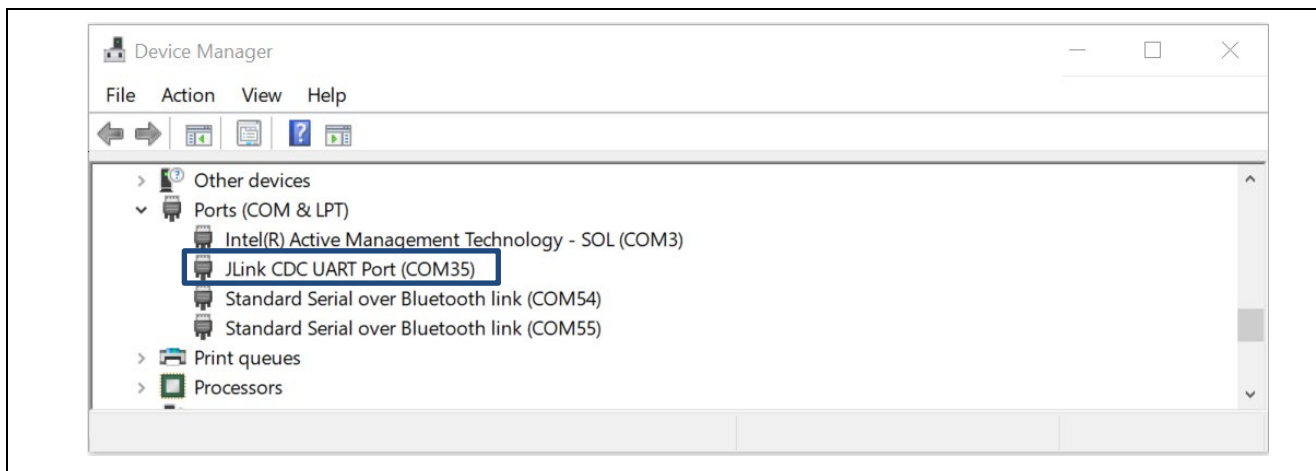 Device Manager
File Action View Help
Other devices
Ports (COM & LPT)
Intel(R) Active Management Technology - SOL (COM3)
JLink CDC UART Port (COM35)
Standard Serial over Bluetooth link (COM54)
Standard Serial over Bluetooth link (COM55)
Print queues
Processors